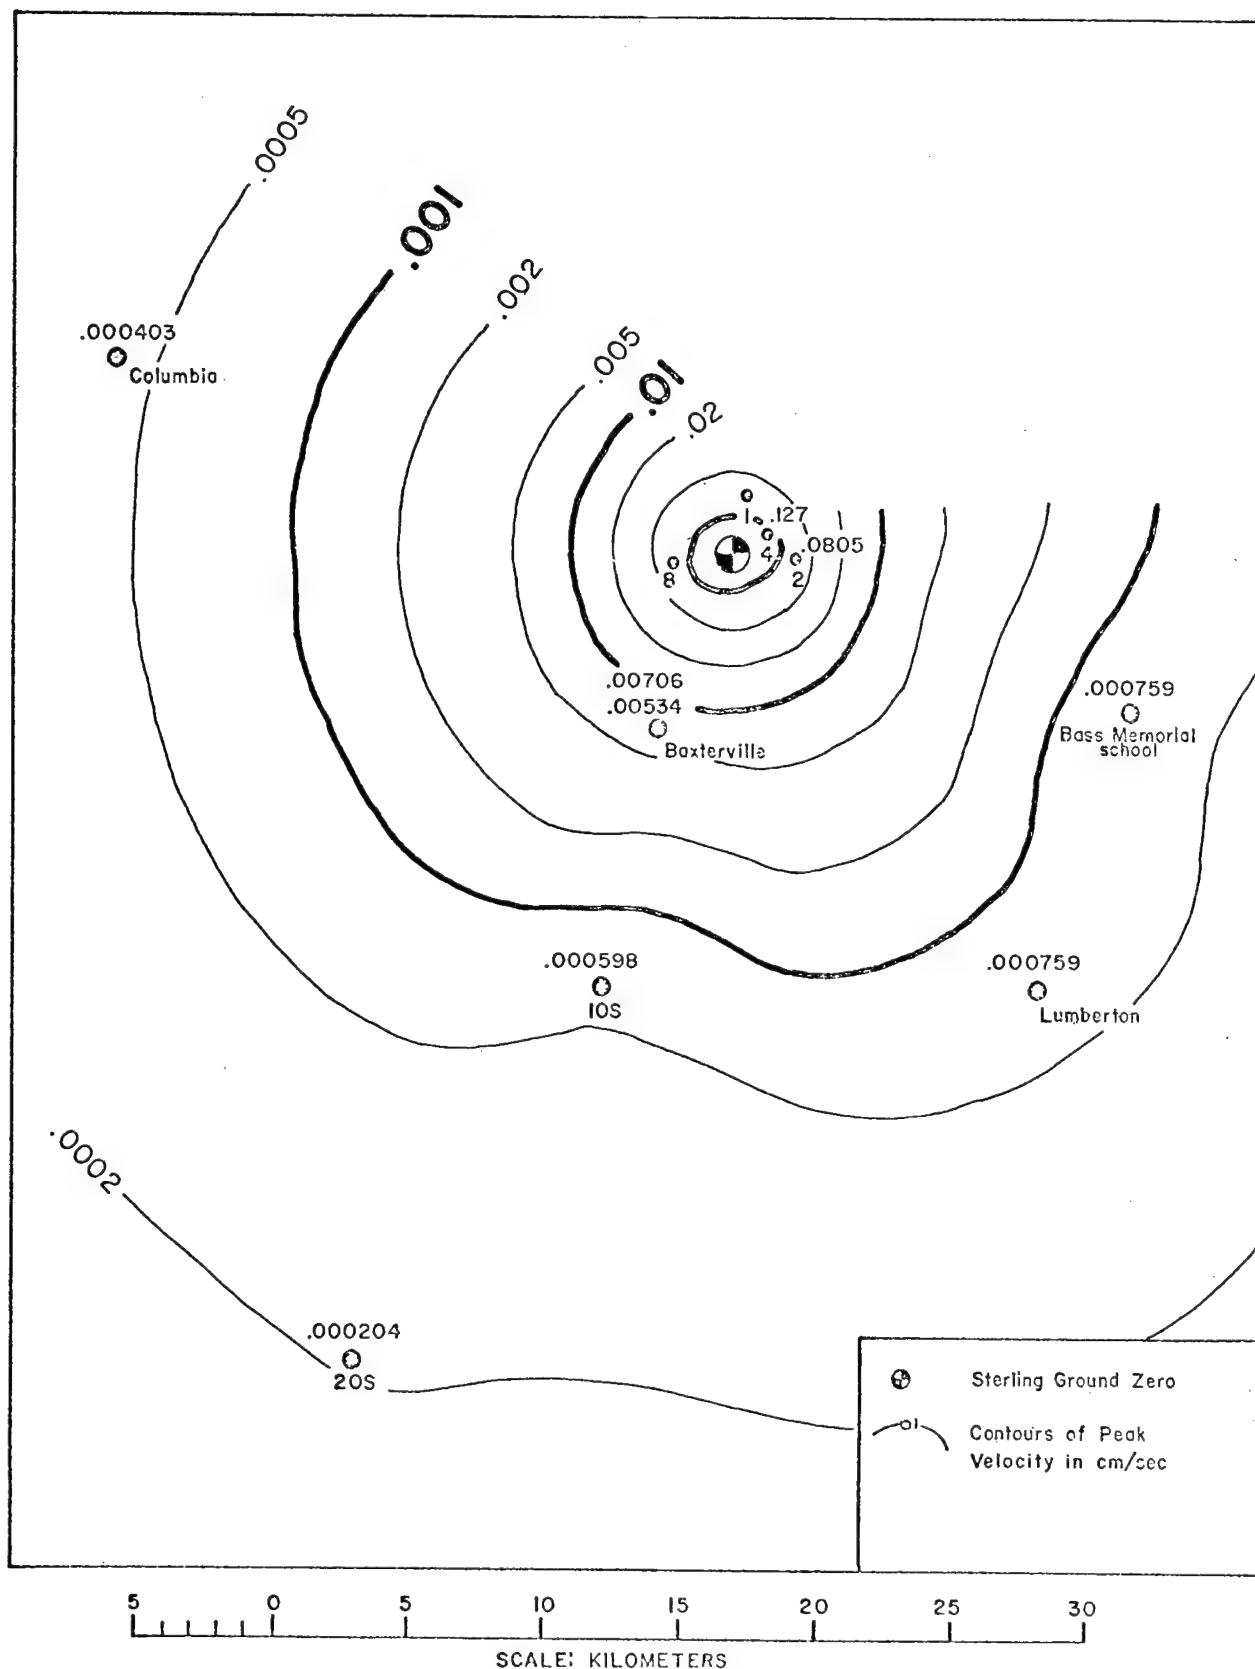 .0005
.001
.002
.005
.01
.02
.000403
Columbia
1
.127
4
.0805
8
2
.00706
.00534
Baxterville
.000759
Bass Memorial
school
.000598
10S
.000759
Lumberton
.0002
.000204
20S
Sterling Ground Zero
.01
Contours of Peak
Velocity in cm/sec
5 0 5 10 15 20 25 30
SCALE: KILOMETERS